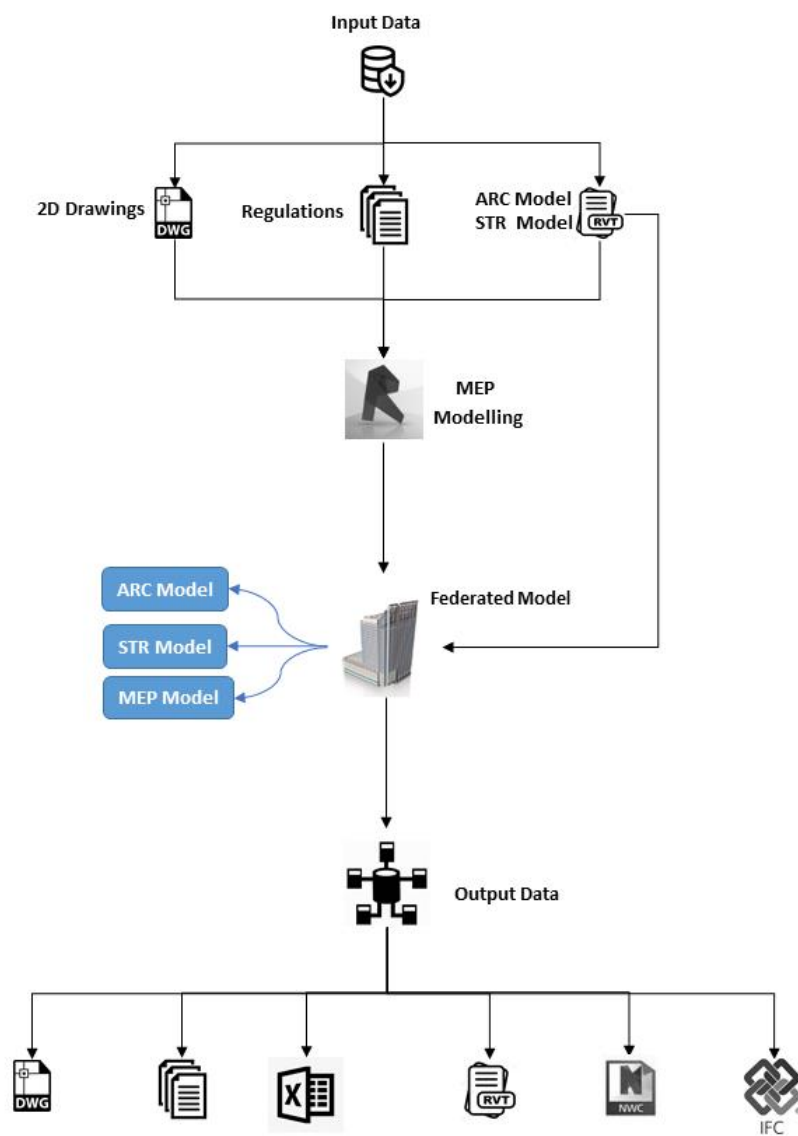 Input Data
2D Drawings
DWG
Regulations
ARC Model
STR Model
RVT
MEP
Modelling
Federated Model
ARC Model
STR Model
MEP Model
Output Data
DWG
X
RVT
N
NWC
IFC